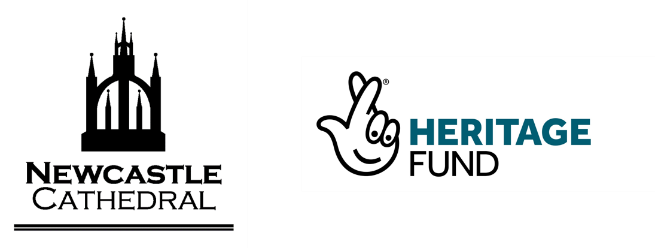 NEWCASTLE
CATHEDRAL
HERITAGE
FUND